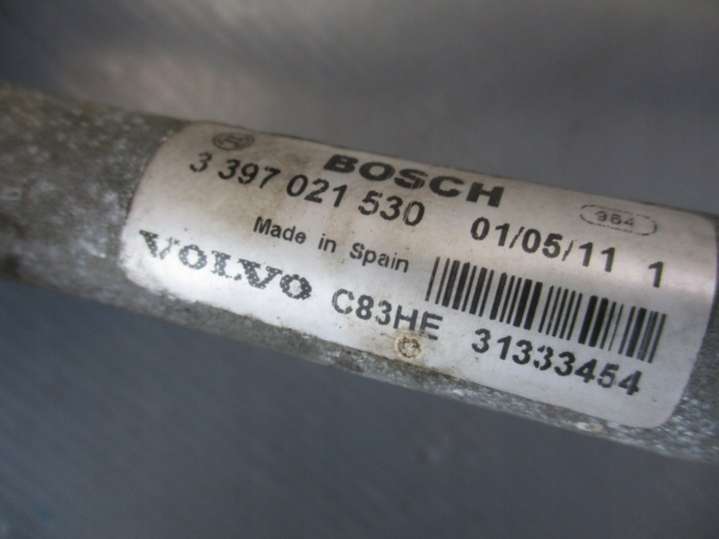 BOSCH
3 397 021 530
01/05/11 1
984
Made in Spain
VOLVO C83HE 31333454